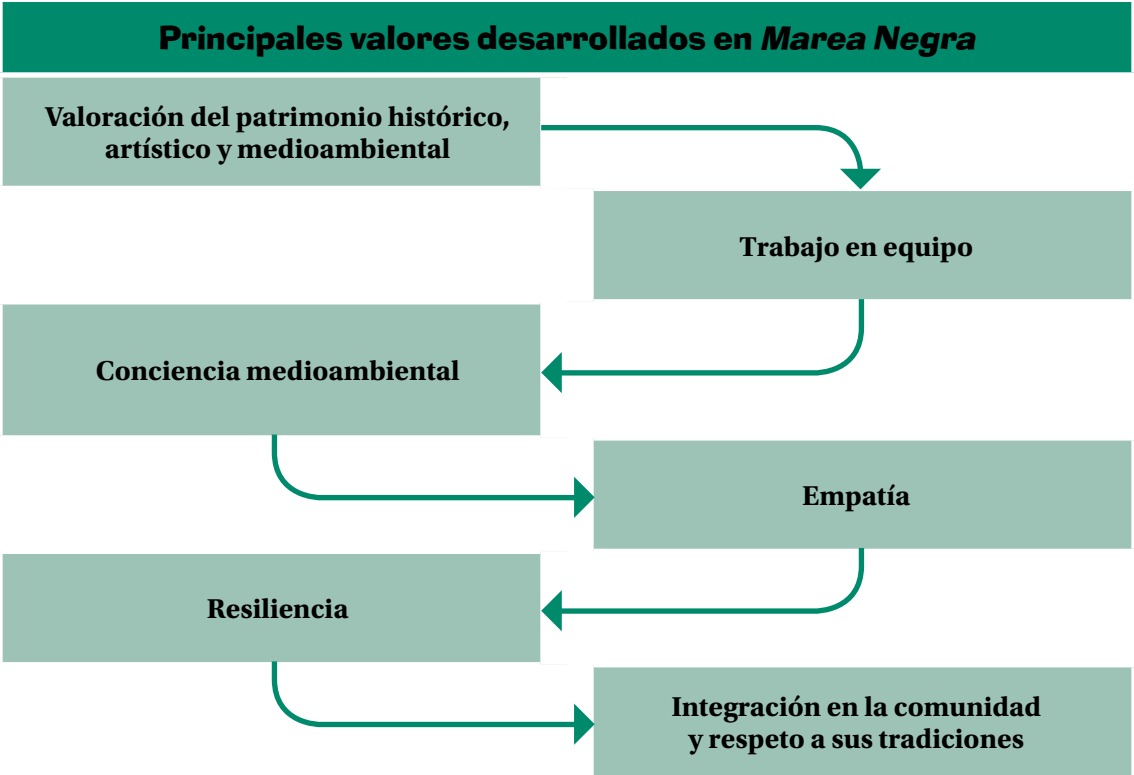 Principales valores desarrollados en Marea Negra
Valoración del patrimonio histórico,
artístico y medioambiental
Trabajo en equipo
Conciencia medioambiental
Empatía
Resiliencia
Integración en la comunidad
y respeto a sus tradiciones